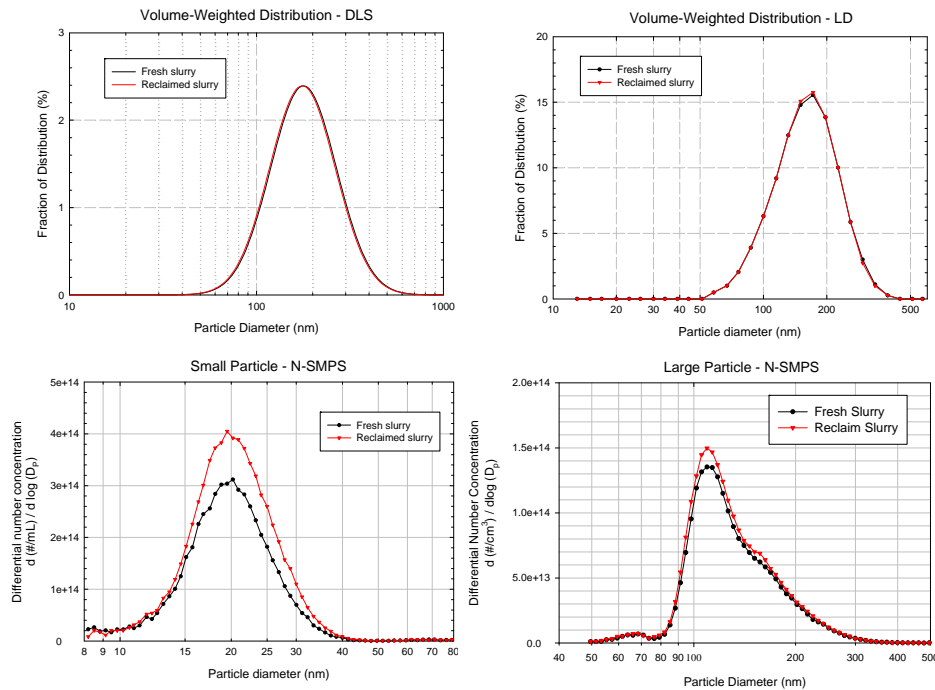 Volume-Weighted Distribution - DLS
3
2
1
0
Fraction of Distribution (%)
Fresh slurry
Reclaimed slurry
10
100
1000
Particle Diameter (nm)
Volume-Weighted Distribution - LD
20
15
10
5
0
Fraction of Distribution (%)
Fresh slurry
Reclaimed slurry
10
20
30
40
50
100
200
500
Particle diameter (nm)
Small Particle - N-SMPS
5e+14
4e+14
3e+14
2e+14
1e+14
0
Differential number concentration
d (#/mL) / d log (Dp)
Fresh slurry
Reclaimed slurry
8
9
10
20
30
40
50
60
70
80
Particle diameter (nm)
Large Particle - N-SMPS
2.0e+14
1.5e+14
1.0e+14
5.0e+13
0.0
Differential Number Concentration
d (#/cm3) / dlog (Dp)
Fresh Slurry
Reclaim Slurry
40
50
60
70
80
90
100
200
300
400
500
Particle Diameter (nm)